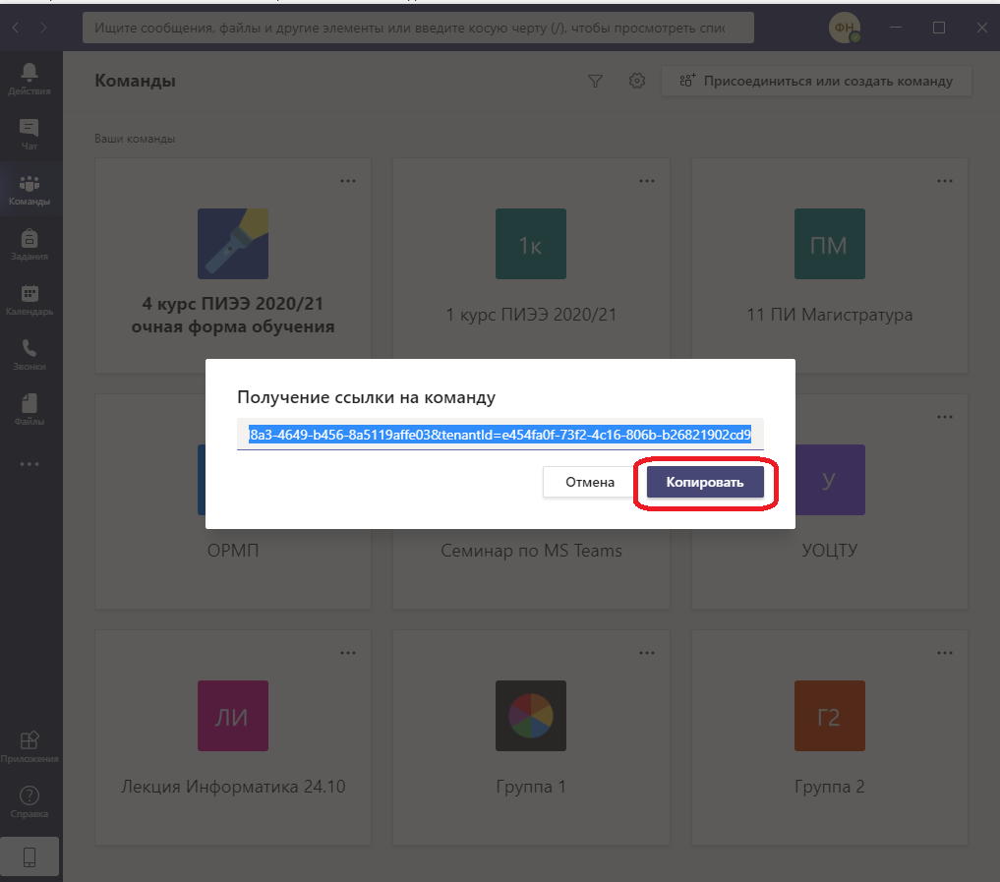 Ищите сообщения, файлы и другие элементы или введите косую черту (/), чтобы просмотреть спис
ФН
Действия
Чат
Команды
Задания
Календарь
Звонки
Файлы
Приложения
Справка
Команды
Присоединиться или создать команду
Ваши команды
4 курс ПИЭЭ 2020/21
очная форма обучения
1к
1 курс ПИЭЭ 2020/21
ПМ
11 ПИ Магистратура
Получение ссылки на команду
8a3-4649-b456-8a5119affe03&tenantId=e454fa0f-73f2-4c16-806b-b26821902cd9
Отмена
Копировать
ОРМП
Семинар по MS Teams
У
УОЦТУ
ЛИ
Лекция Информатика 24.10
Группа 1
Г2
Группа 2